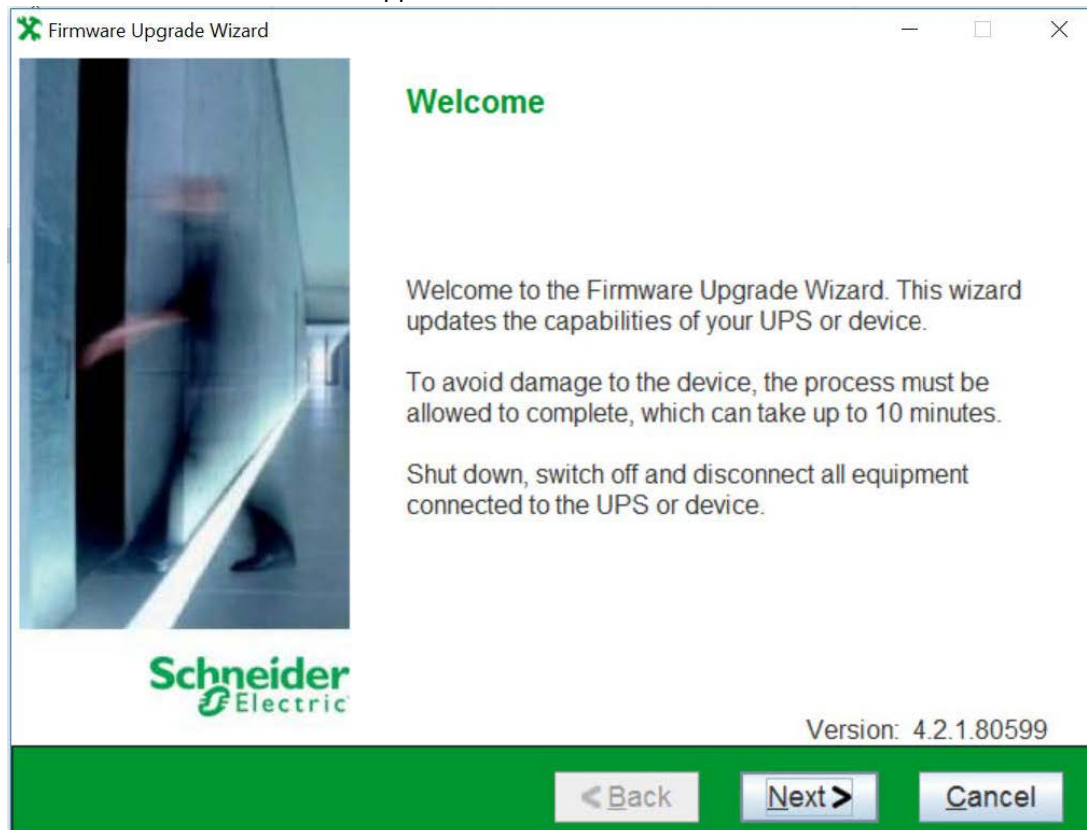 Firmware Upgrade Wizard
Welcome
Welcome to the Firmware Upgrade Wizard. This wizard
updates the capabilities of your UPS or device.
To avoid damage to the device, the process must be
allowed to complete, which can take up to 10 minutes.
Shut down, switch off and disconnect all equipment
connected to the UPS or device.
Schneider
Electric
Version: 4.2.1.80599
< Back
Next >
Cancel